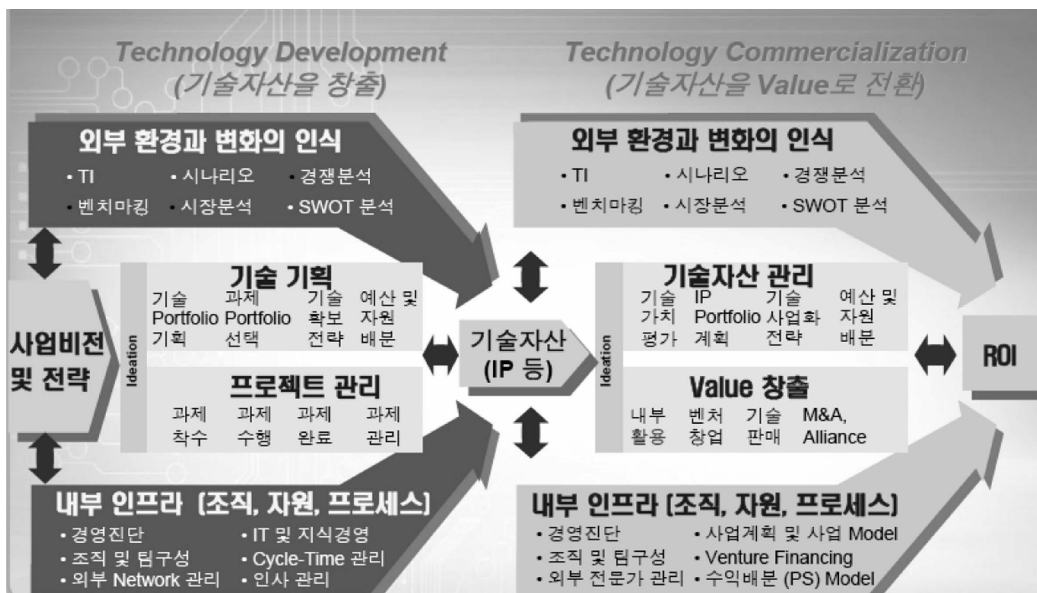 Technology Development
(기술자산을 창출)
Technology Commercialization
(기술자산을 Value로 전환)
외부 환경과 변화의 인식
• TI • 시나리오 • 경쟁분석
• 벤치마킹 • 시장분석 • SWOT 분석
외부 환경과 변화의 인식
• TI • 시나리오 • 경쟁분석
• 벤치마킹 • 시장분석 • SWOT 분석
사업비전
및 전략
Ideation
기술 기획
기술 과제 기술 예산 및
Portfolio Portfolio 확보 자원
기획 선택 전략 배분
프로젝트 관리
과제 과제 과제 과제
착수 수행 완료 관리
기술자산
(IP 등)
Ideation
기술자산 관리
기술 IP 기술 예산 및
가치 Portfolio 사업화 자원
평가 계획 전략 배분
Value 창출
내부 벤처 기술 M&A,
활용 창업 판매 Alliance
ROI
내부 인프라 (조직, 자원, 프로세스)
• 경영진단 • IT 및 지식경영
• 조직 및 팀구성 • Cycle-Time 관리
• 외부 Network 관리 • 인사 관리
내부 인프라 (조직, 자원, 프로세스)
• 경영진단 • 사업계획 및 사업 Model
• 조직 및 팀구성 • Venture Financing
• 외부 전문가 관리 • 수익배분 (PS) Model